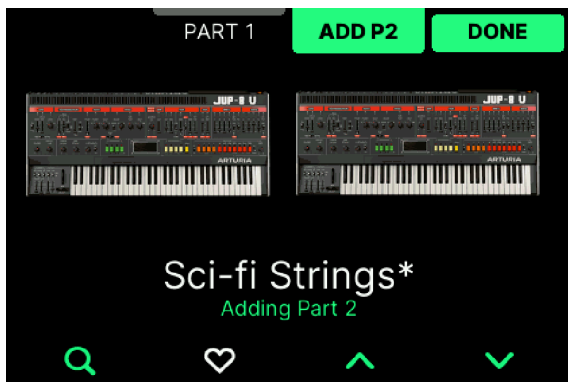 PART 1
ADD P2
DONE
JUP-8 V
JUP-8 V
ARTURIA
ARTURIA
Sci-fi Strings*
Adding Part 2